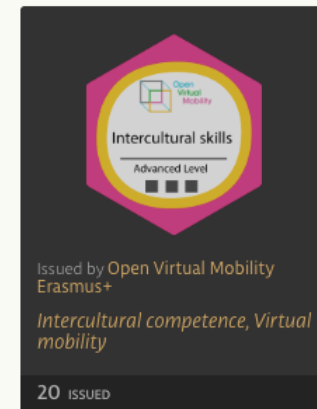 Open
Virtual
Mobility
Intercultural skills
Advanced Level
Issued by Open Virtual Mobility
Erasmus+
Intercultural competence, Virtual
mobility
20 ISSUED